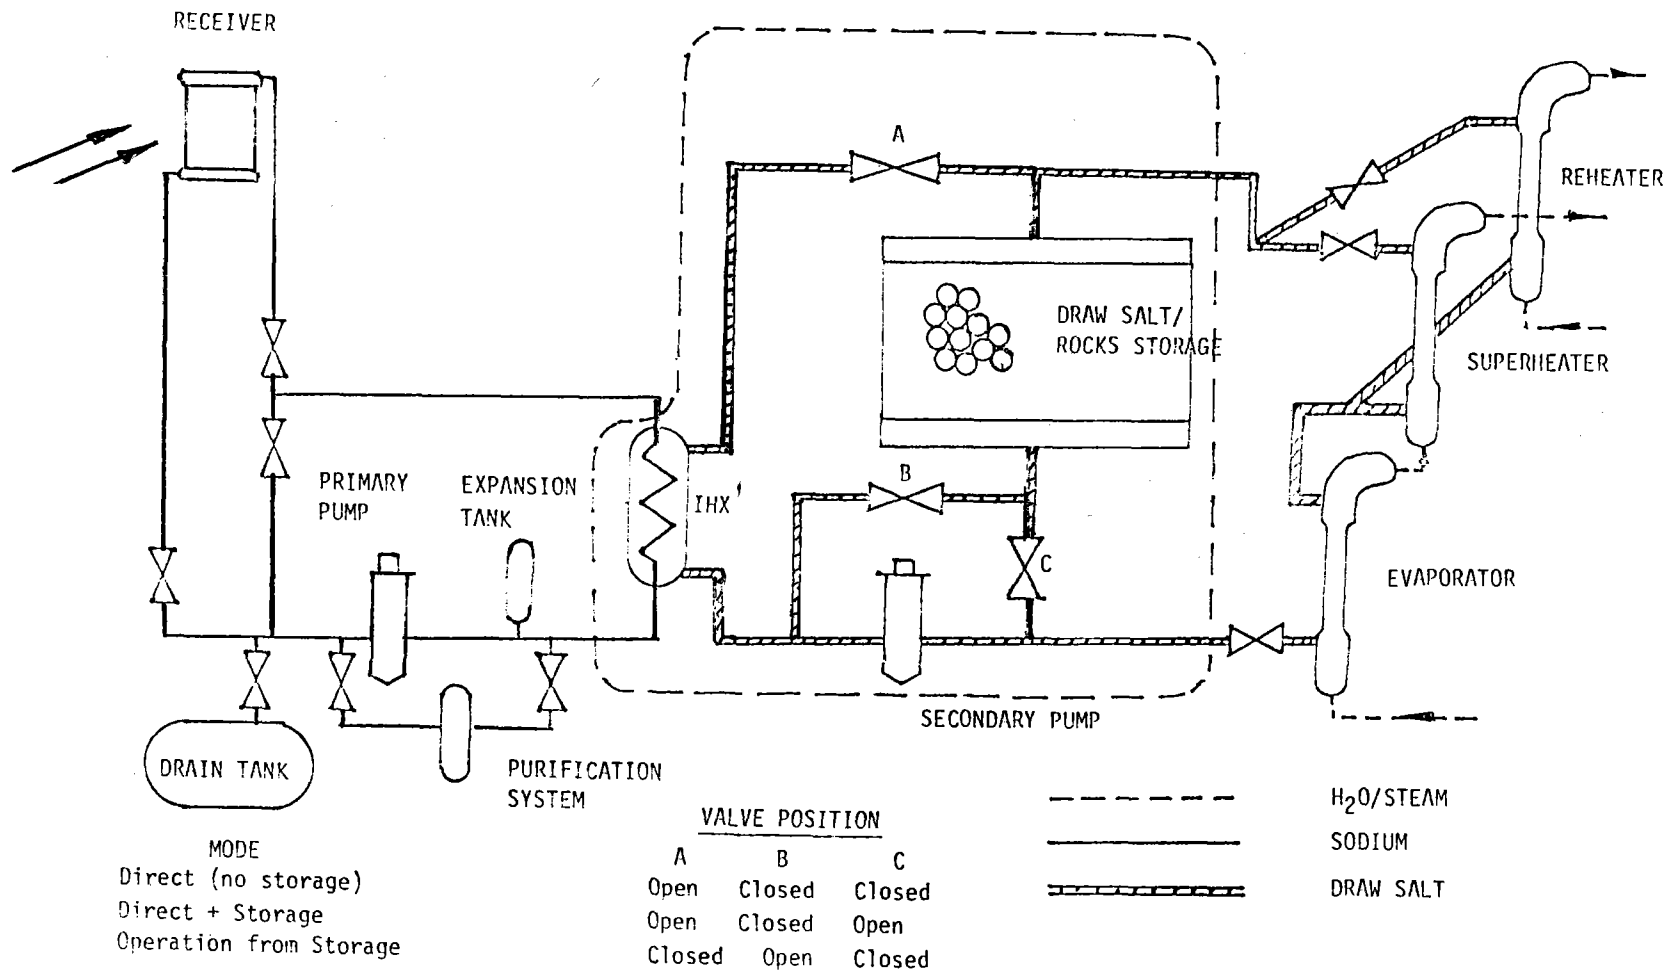 RECEIVER
A
REHEATER
DRAW SALT/
ROCKS STORAGE
SUPERHEATER
PRIMARY
PUMP
EXPANSION
TANK
IHX
B
C
EVAPORATOR
SECONDARY PUMP
DRAIN TANK
PURIFICATION
SYSTEM
VALVE POSITION
MODE
A B C
Direct (no storage) Open Closed Closed
Direct + Storage Open Closed Open
Operation from Storage Closed Open Closed
H2O/STEAM
SODIUM
DRAW SALT